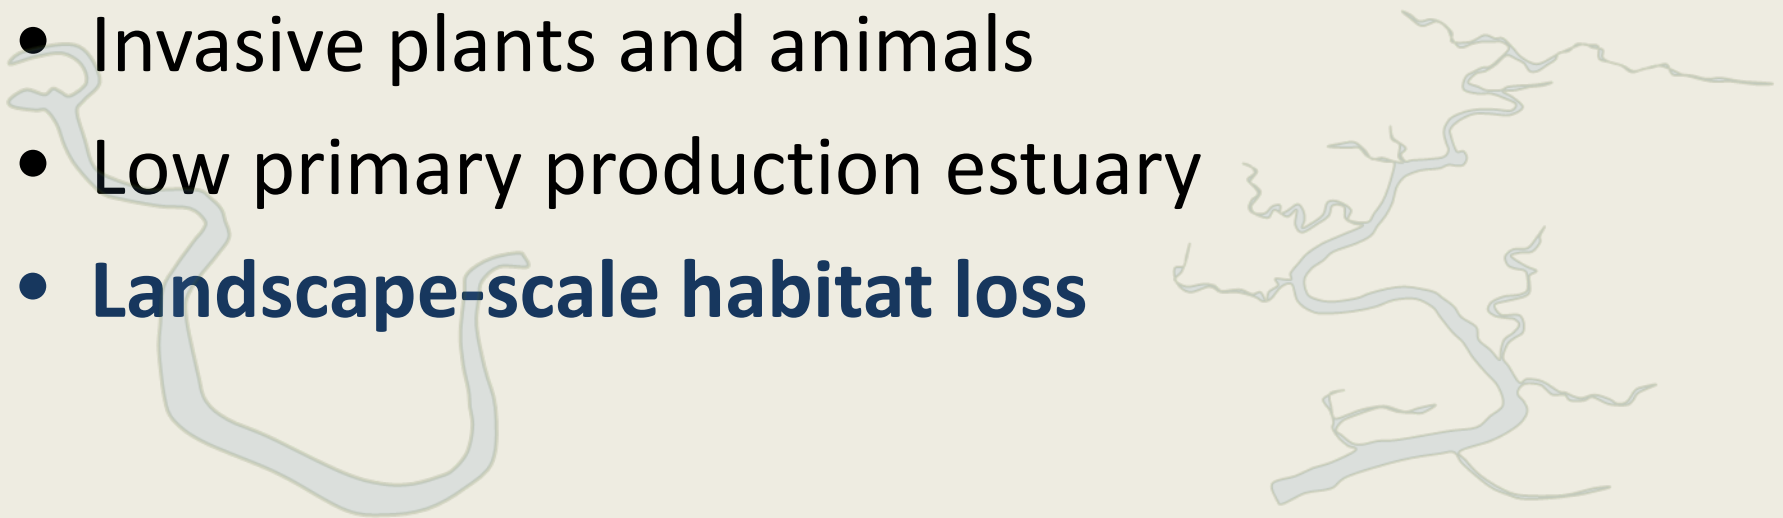 • Invasive plants and animals
• Low primary production estuary
• Landscape-scale habitat loss